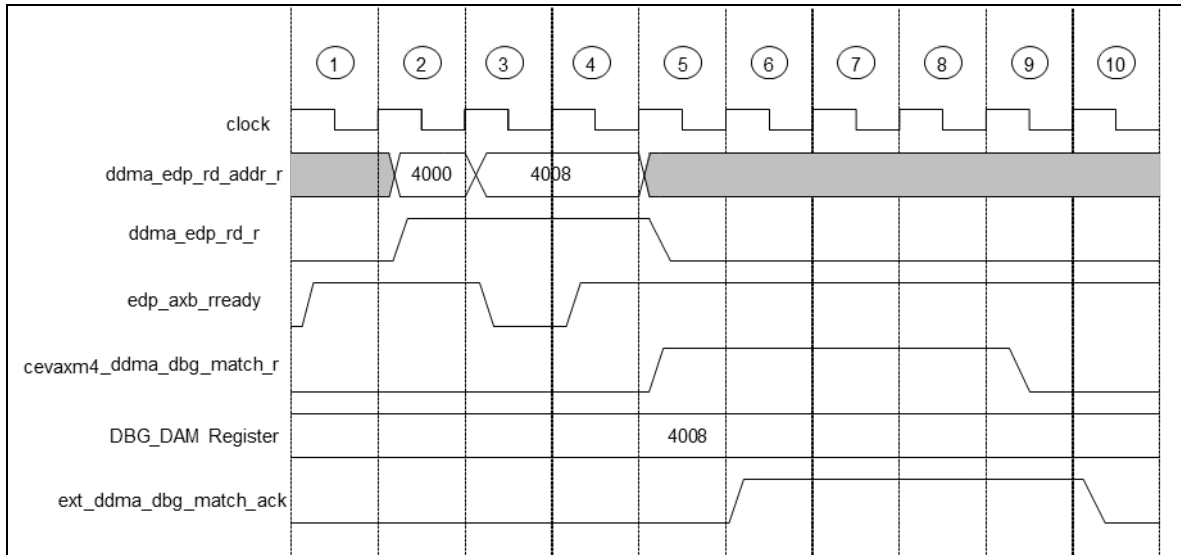 1 2 3 4 5 6 7 8 9 10
clock
ddma_edp_rd_addr_r 4000 4008
ddma_edp_rd_r
edp_axb_rready
cevaxm4_ddma_dbg_match_r
DBG_DAM Register 4008
ext_ddma_dbg_match_ack